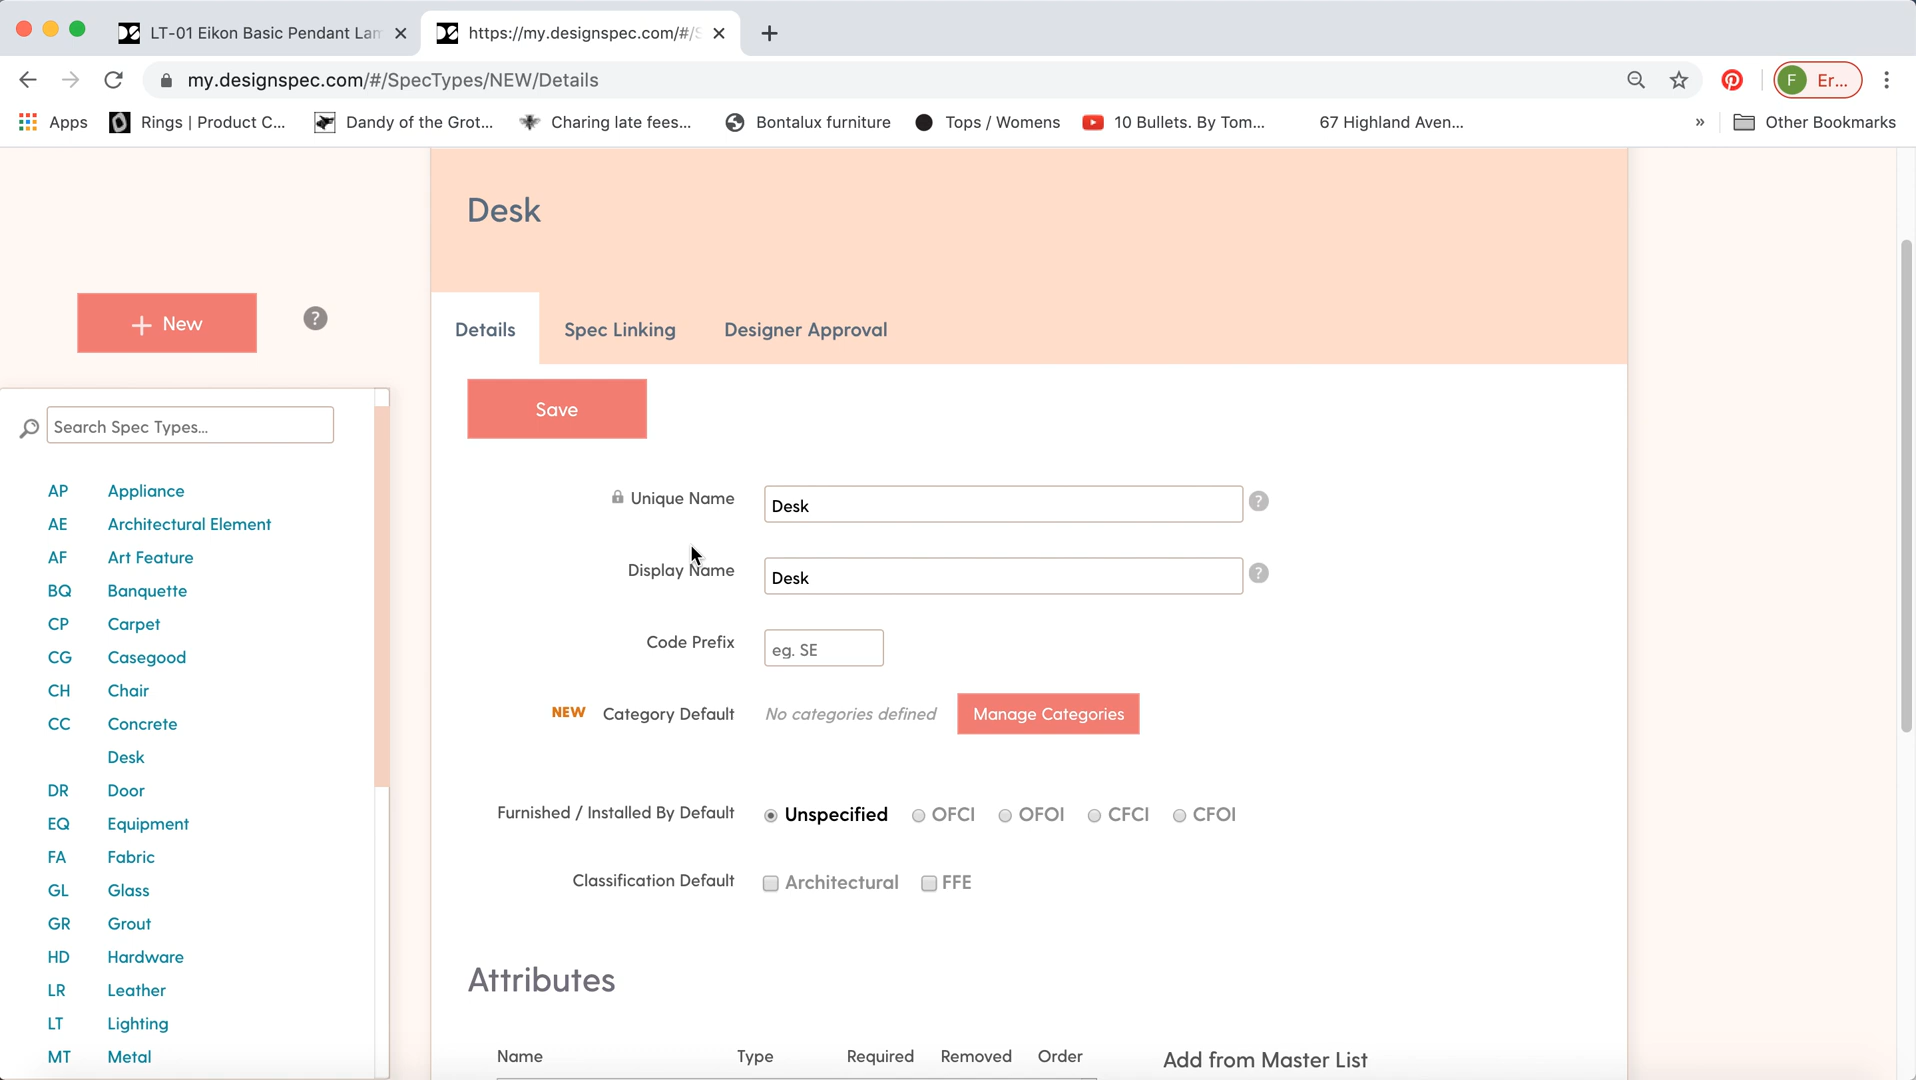 LT-01 Eikon Basic Pendant Lam
https://my.designspec.com/#/S
my.designspec.com/#/SpecTypes/NEW/Details
F Er...
Apps
Rings | Product C...
Dandy of the Grot...
Charing late fees...
Bontalux furniture
Tops / Womens
10 Bullets. By Tom...
67 Highland Aven...
»
Other Bookmarks
Desk
+ New
?
Details
Spec Linking
Designer Approval
Save
Search Spec Types...
AP Appliance
AE Architectural Element
AF Art Feature
BQ Banquette
CP Carpet
CG Casegood
CH Chair
CC Concrete
Desk
DR Door
EQ Equipment
FA Fabric
GL Glass
GR Grout
HD Hardware
LR Leather
LT Lighting
MT Metal
Unique Name Desk ?
Display Name Desk ?
Code Prefix eg. SE
NEW Category Default No categories defined Manage Categories
Furnished / Installed By Default Unspecified OFCI OFOI CFCI CFOI
Classification Default Architectural FFE
Attributes
Name Type Required Removed Order
Add from Master List